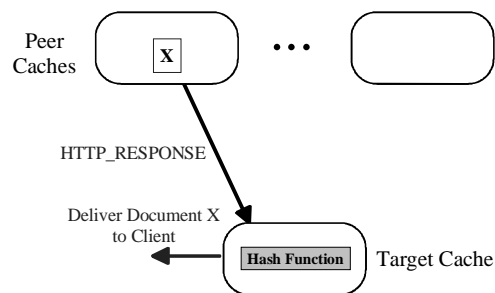 Peer
Caches
X
•••
HTTP_RESPONSE
Deliver Document X
to Client
Hash Function
Target Cache